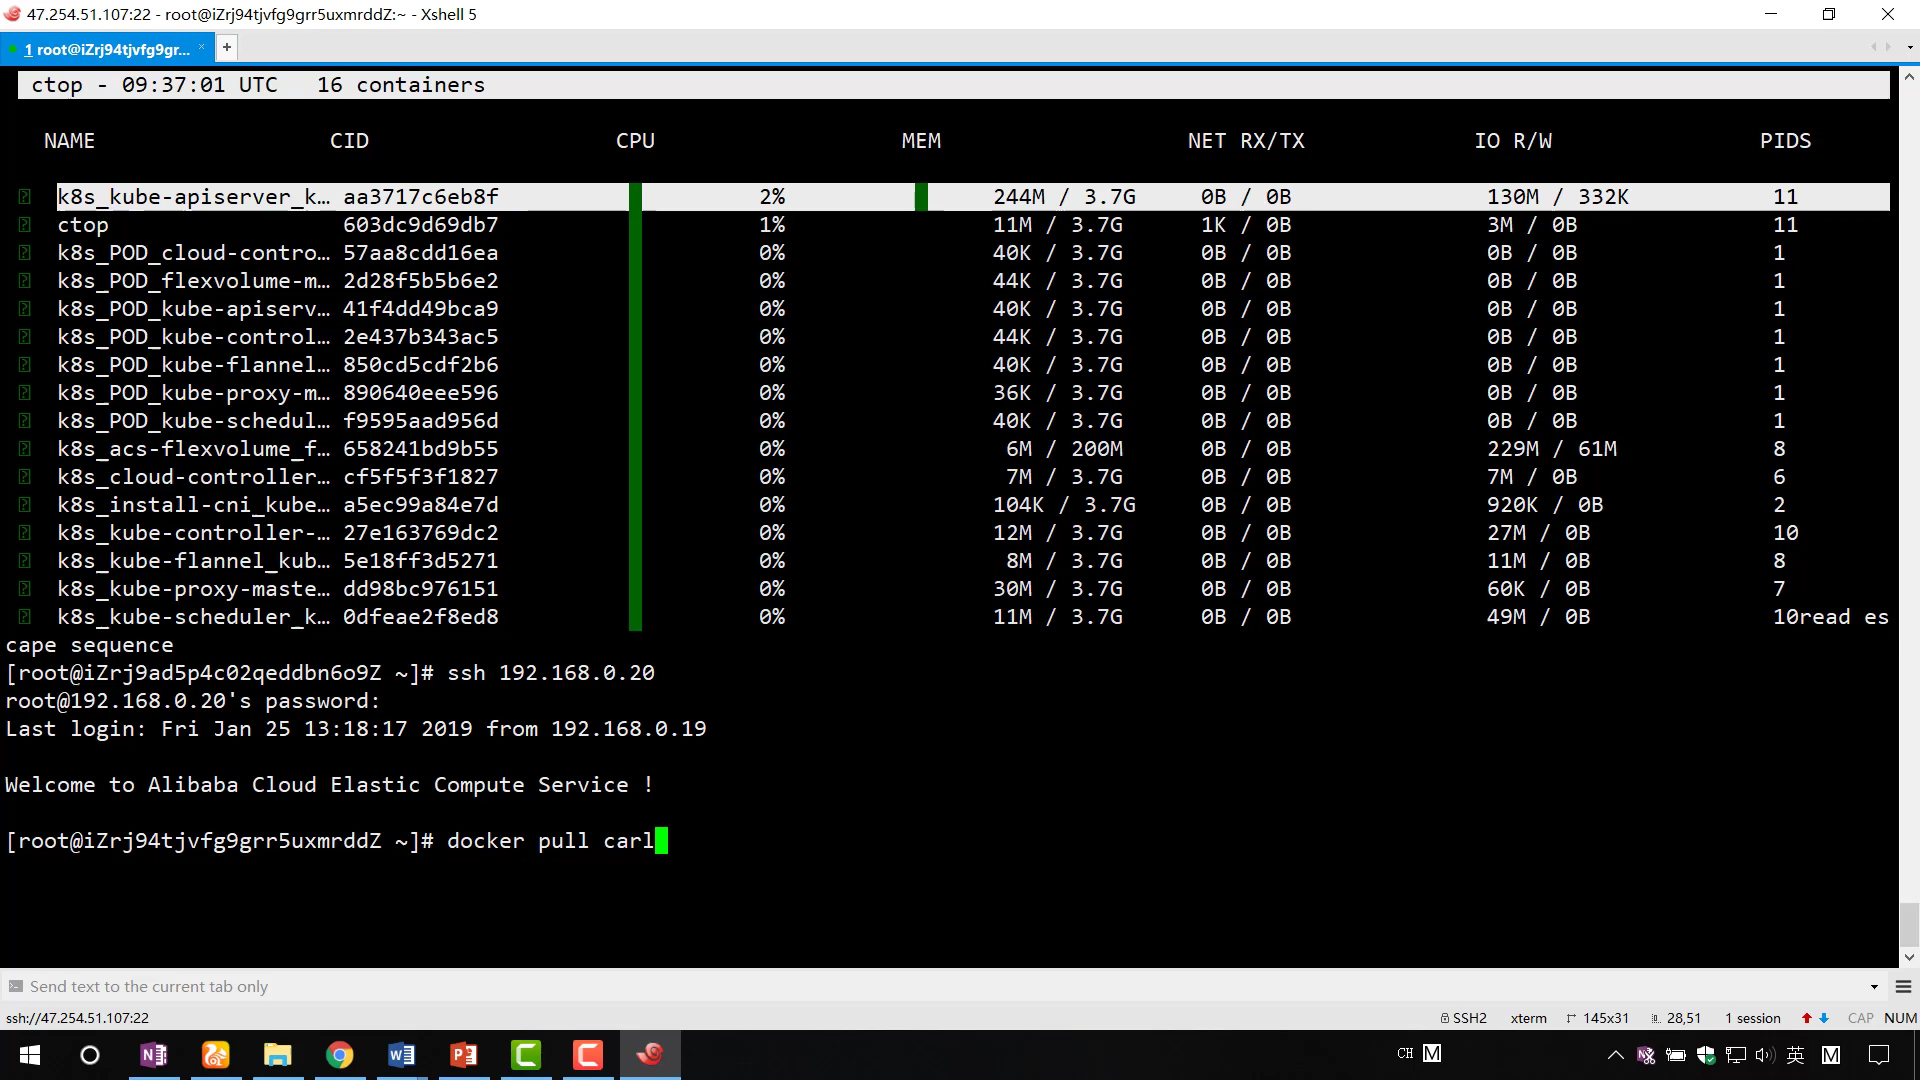 47.254.51.107:22 - root@iZrj94tjvfg9grr5uxmrddZ:~ - Xshell 5
1 root@iZrj94tjvfg9gr... × +
ctop - 09:37:01 UTC 16 containers
NAME CID CPU MEM NET RX/TX IO R/W PIDS
k8s_kube-apiserver_k… aa3717c6eb8f 2% 244M / 3.7G 0B / 0B 130M / 332K 11
ctop 603dc9d69db7 1% 11M / 3.7G 1K / 0B 3M / 0B 11
k8s_POD_cloud-contro… 57aa8cdd16ea 0% 40K / 3.7G 0B / 0B 0B / 0B 1
k8s_POD_flexvolume-m… 2d28f5b5b6e2 0% 44K / 3.7G 0B / 0B 0B / 0B 1
k8s_POD_kube-apiserv… 41f4dd49bca9 0% 40K / 3.7G 0B / 0B 0B / 0B 1
k8s_POD_kube-control… 2e437b343ac5 0% 44K / 3.7G 0B / 0B 0B / 0B 1
k8s_POD_kube-flannel… 850cd5cdf2b6 0% 40K / 3.7G 0B / 0B 0B / 0B 1
k8s_POD_kube-proxy-m… 890640eee596 0% 36K / 3.7G 0B / 0B 0B / 0B 1
k8s_POD_kube-schedul… f9595aad956d 0% 40K / 3.7G 0B / 0B 0B / 0B 1
k8s_acs-flexvolume_f… 658241bd9b55 0% 6M / 200M 0B / 0B 229M / 61M 8
k8s_cloud-controller… cf5f5f3f1827 0% 7M / 3.7G 0B / 0B 7M / 0B 6
k8s_install-cni_kube… a5ec99a84e7d 0% 104K / 3.7G 0B / 0B 920K / 0B 2
k8s_kube-controller-… 27e163769dc2 0% 12M / 3.7G 0B / 0B 27M / 0B 10
k8s_kube-flannel_kub… 5e18ff3d5271 0% 8M / 3.7G 0B / 0B 11M / 0B 8
k8s_kube-proxy-maste… dd98bc976151 0% 30M / 3.7G 0B / 0B 60K / 0B 7
k8s_kube-scheduler_k… 0dfeae2f8ed8 0% 11M / 3.7G 0B / 0B 49M / 0B 10read es
cape sequence
[root@iZrj9ad5p4c02qeddbn6o9Z ~]# ssh 192.168.0.20
root@192.168.0.20's password:
Last login: Fri Jan 25 13:18:17 2019 from 192.168.0.19
Welcome to Alibaba Cloud Elastic Compute Service !
[root@iZrj94tjvfg9grr5uxmrddZ ~]# docker pull carl
Send text to the current tab only
ssh://47.254.51.107:22 SSH2 xterm 145x31 28,51 1 session CAP NUM
CH M 英 M